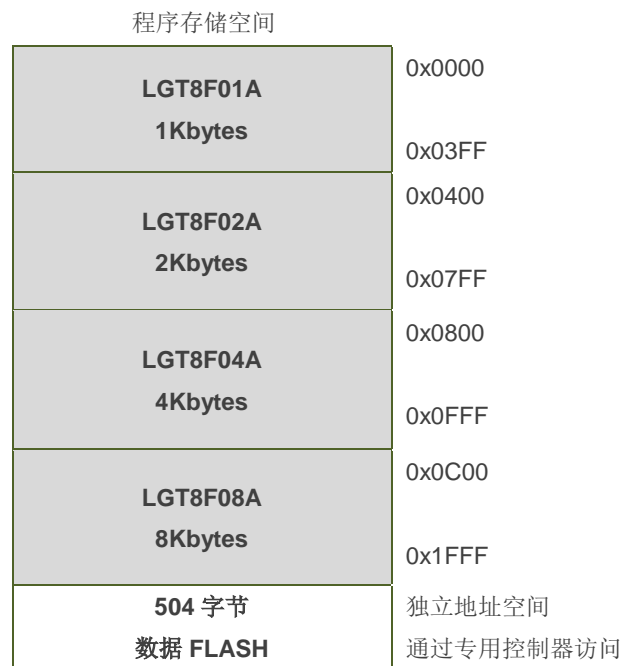 程序存储空间
LGT8F01A
1Kbytes
0x0000
0x03FF
LGT8F02A
2Kbytes
0x0400
0x07FF
LGT8F04A
4Kbytes
0x0800
0x0FFF
LGT8F08A
8Kbytes
0x0C00
0x1FFF
504 字节
独立地址空间
数据 FLASH
通过专用控制器访问